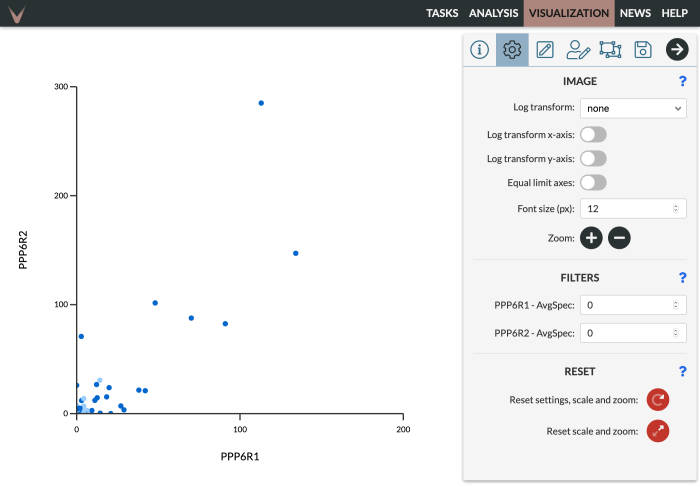 TASKS ANALYSIS VISUALIZATION NEWS HELP
IMAGE ?
Log transform: none
Log transform x-axis:
Log transform y-axis:
Equal limit axes:
Font size (px): 12
Zoom: + −
FILTERS ?
PPP6R1 - AvgSpec: 0
PPP6R2 - AvgSpec: 0
RESET ?
Reset settings, scale and zoom:
Reset scale and zoom:
300
200
100
0
PPP6R2
0 100 200
PPP6R1